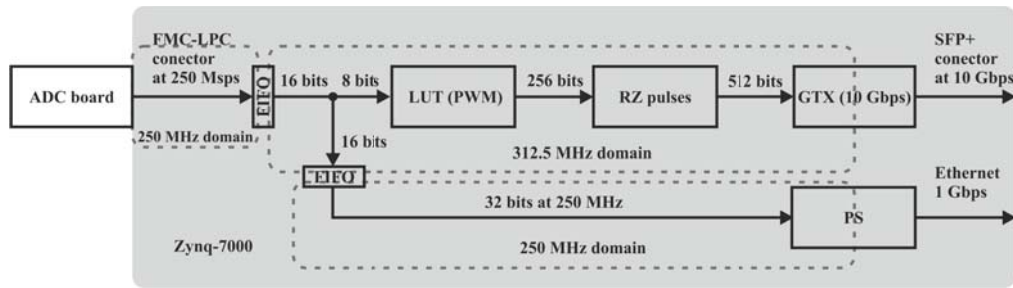 FMC-LPC
conector
at 250 Msps
SFP+
conector
at 10 Gbps
ADC board
FIFO
16 bits
8 bits
LUT (PWM)
256 bits
RZ pulses
512 bits
GTX (10 Gbps)
250 MHz domain
16 bits
312.5 MHz domain
FIFO
Ethernet
1 Gbps
32 bits at 250 MHz
PS
Zynq-7000
250 MHz domain